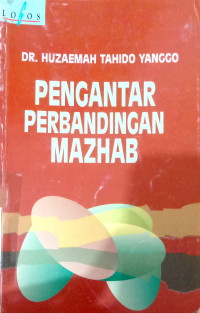 LOGOS
DR. HUZAEMAH TAHIDO YANGGO
PENGANTAR
PERBANDINGAN
MAZHAB